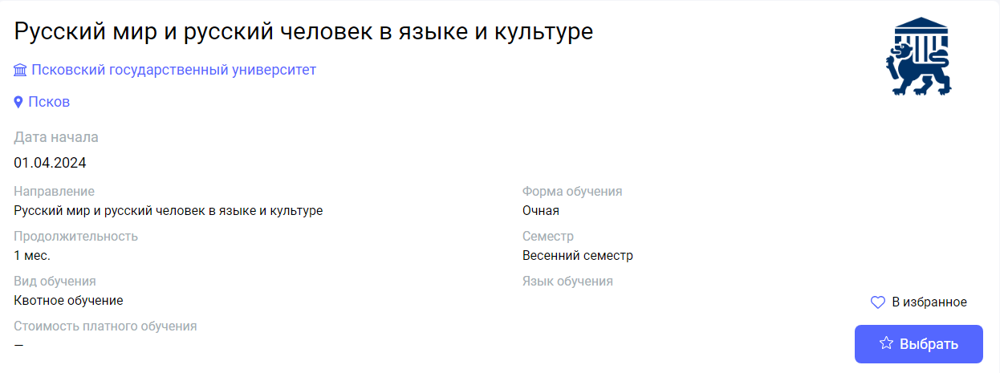 Русский мир и русский человек в языке и культуре
Псковский государственный университет
Псков
Дата начала
01.04.2024
Направление
Русский мир и русский человек в языке и культуре
Форма обучения
Очная
Продолжительность
1 мес.
Семестр
Весенний семестр
Вид обучения
Квотное обучение
Язык обучения
Стоимость платного обучения
—
В избранное
Выбрать